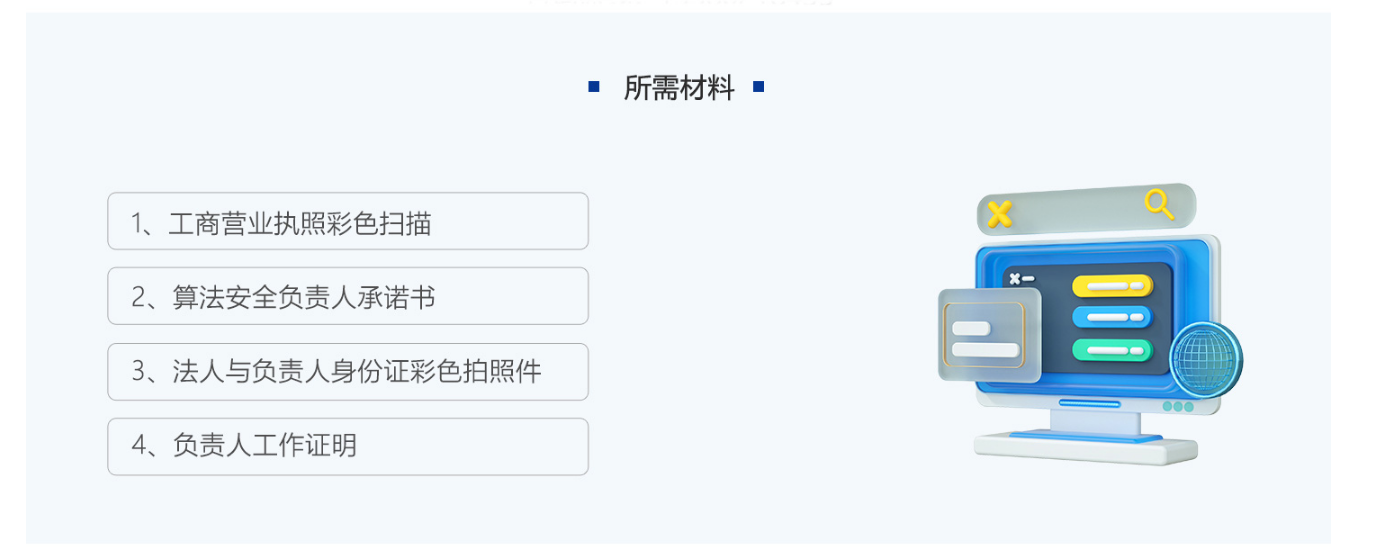 所需材料
1、工商营业执照彩色扫描
2、算法安全负责人承诺书
3、法人与负责人身份证彩色拍照件
4、负责人工作证明